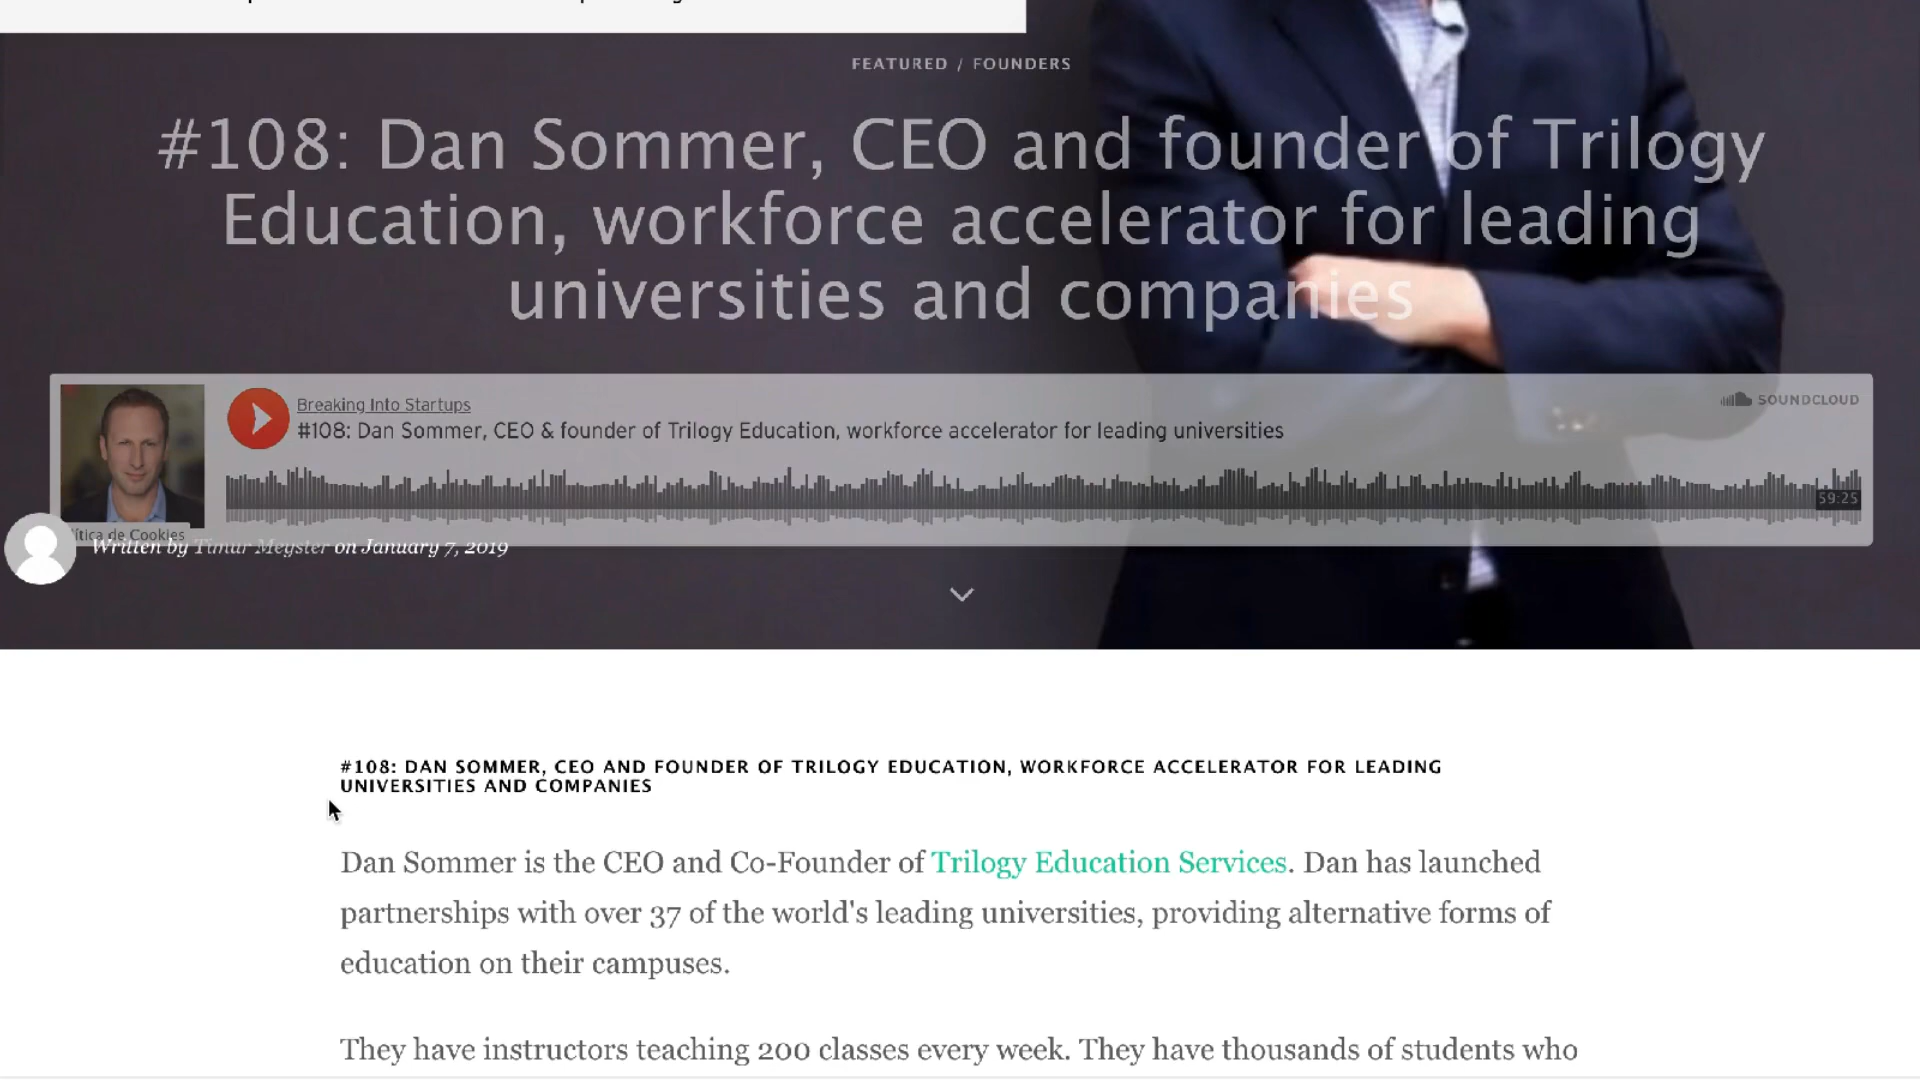 FEATURED / FOUNDERS
#108: Dan Sommer, CEO and founder of Trilogy
Education, workforce accelerator for leading
universities and companies
Breaking Into Startups
SOUNDCLOUD
#108: Dan Sommer, CEO & founder of Trilogy Education, workforce accelerator for leading universities
59:25
ítica de Cookies
Written by Timur Meyster on January 7, 2019
#108: DAN SOMMER, CEO AND FOUNDER OF TRILOGY EDUCATION, WORKFORCE ACCELERATOR FOR LEADING
UNIVERSITIES AND COMPANIES
Dan Sommer is the CEO and Co-Founder of Trilogy Education Services. Dan has launched
partnerships with over 37 of the world's leading universities, providing alternative forms of
education on their campuses.
They have instructors teaching 200 classes every week. They have thousands of students who